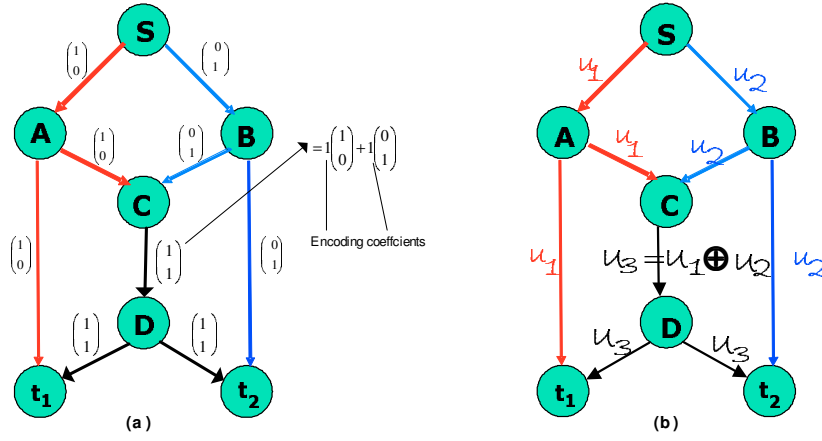 S
(1 0)
(0 1)
A
B
(1 0)
(0 1)
=1(1 0)+1(0 1)
C
Encoding coeffcients
(1 0)
(1 1)
(0 1)
D
(1 1)
(1 1)
t1
t2
(a)
S
u1
u2
A
B
u1
u2
C
u1
u3=u1⊕u2
u2
D
u3
u3
t1
t2
(b)